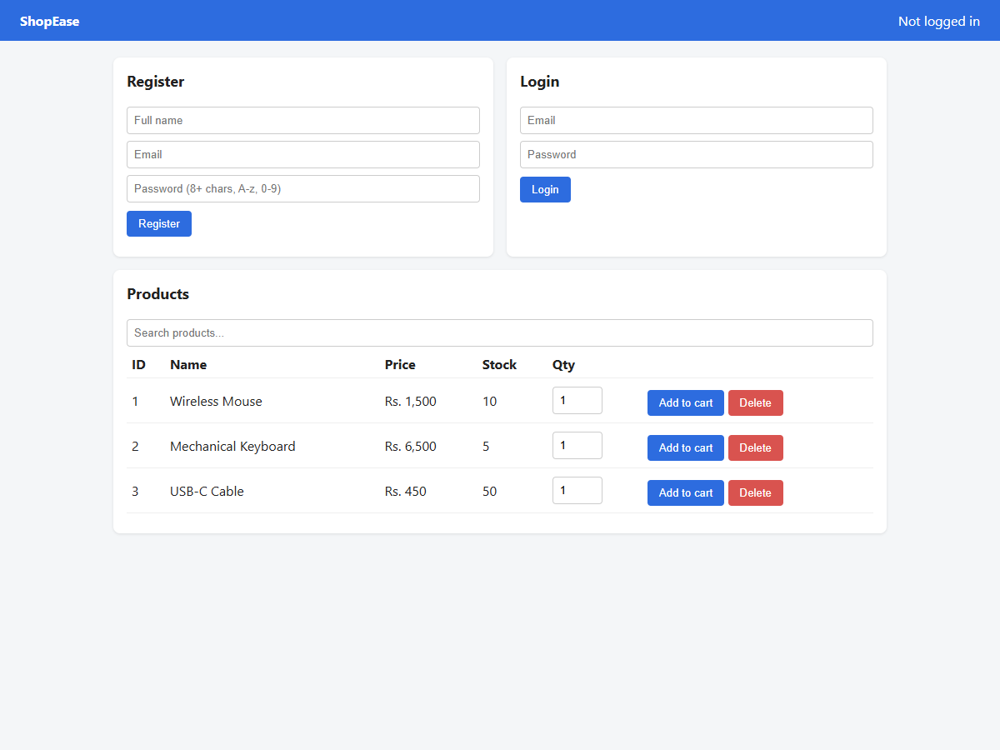 ShopEase Not logged in
Register
Full name
Email
Password (8+ chars, A-z, 0-9)
Register
Login
Email
Password
Login
Products
Search products...
ID Name Price Stock Qty
1 Wireless Mouse Rs. 1,500 10 1 Add to cart Delete
2 Mechanical Keyboard Rs. 6,500 5 1 Add to cart Delete
3 USB-C Cable Rs. 450 50 1 Add to cart Delete